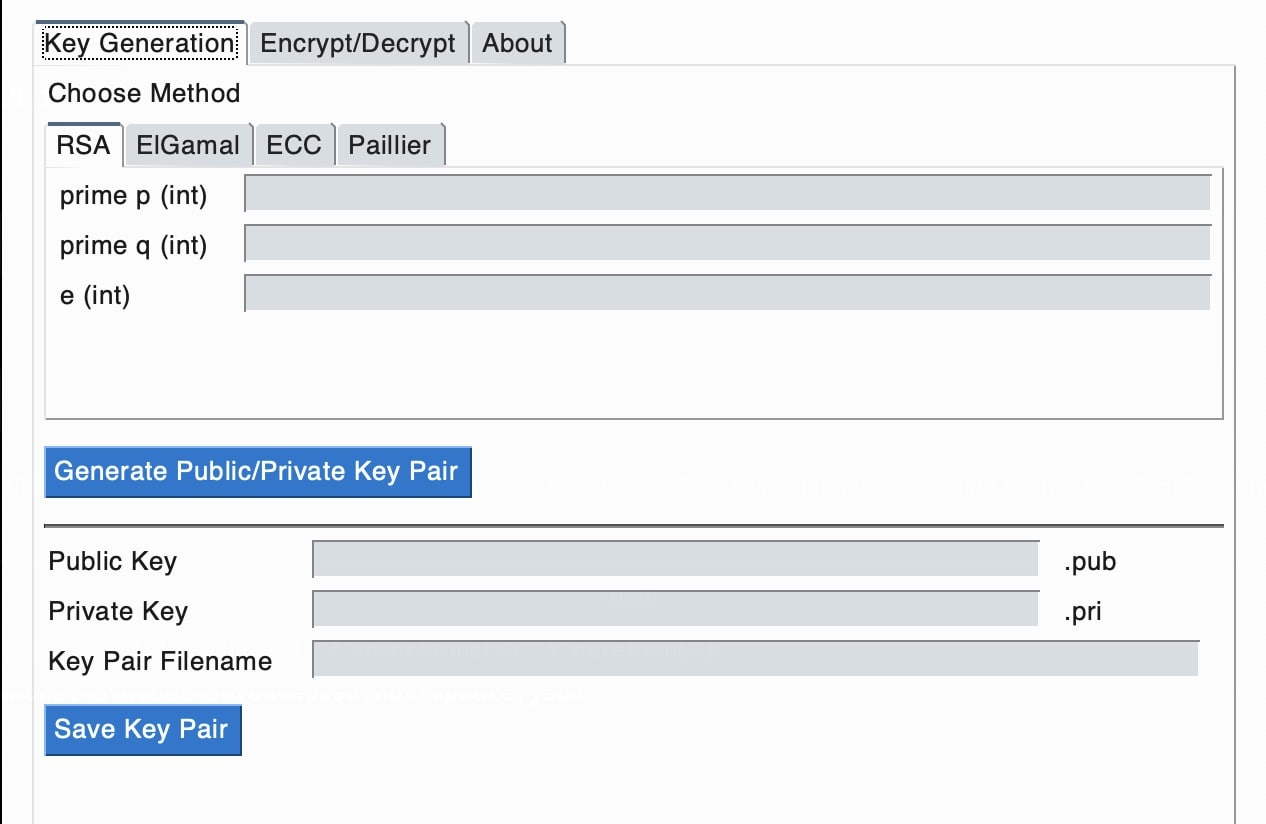 Key Generation Encrypt/Decrypt About
Choose Method
RSA ElGamal ECC Paillier
prime p (int)
prime q (int)
e (int)
Generate Public/Private Key Pair
Public Key .pub
Private Key .pri
Key Pair Filename
Save Key Pair